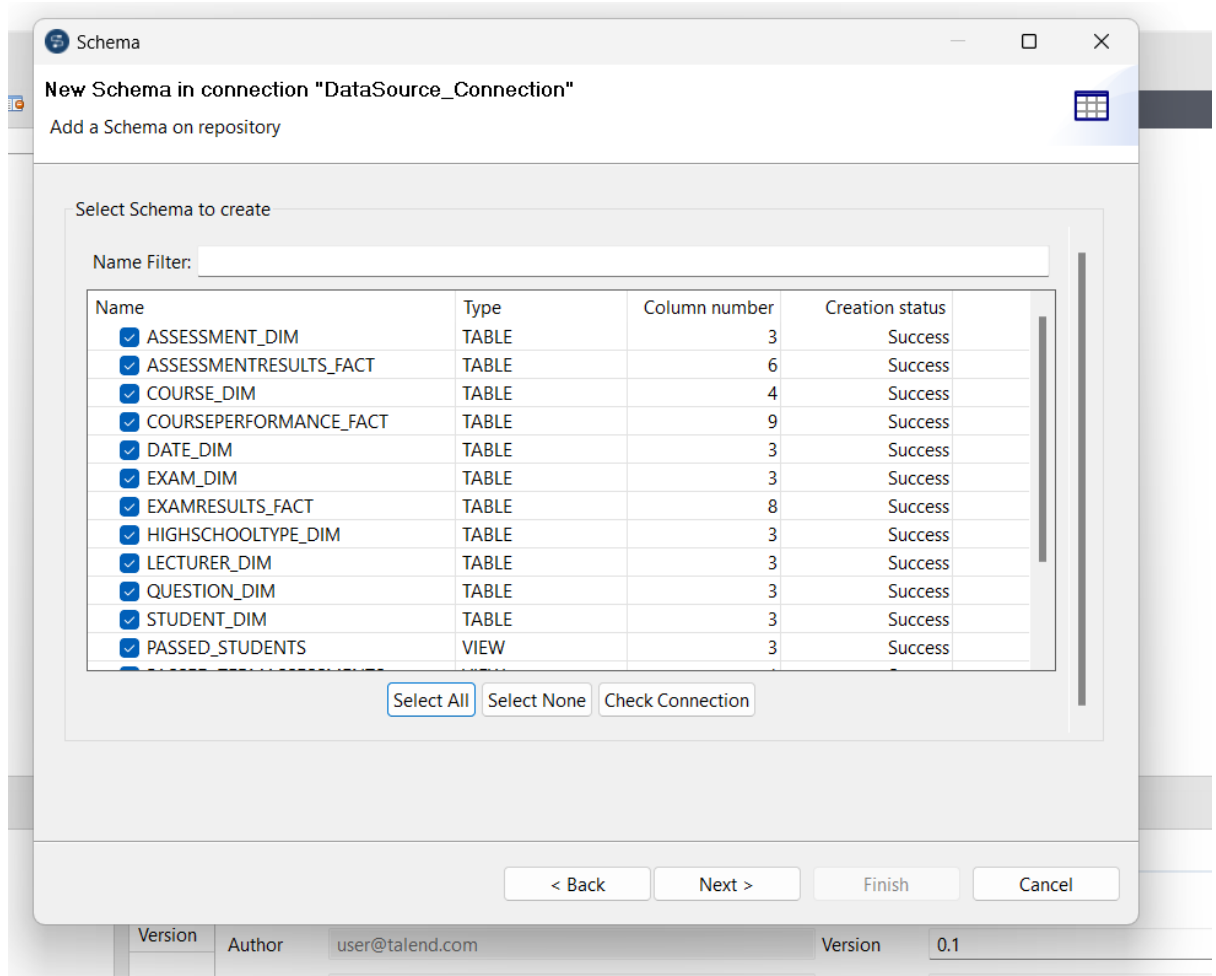 Schema
New Schema in connection "DataSource_Connection"
Add a Schema on repository
Select Schema to create
Name Filter:
Name Type Column number Creation status
ASSESSMENT_DIM TABLE 3 Success
ASSESSMENTRESULTS_FACT TABLE 6 Success
COURSE_DIM TABLE 4 Success
COURSEPERFORMANCE_FACT TABLE 9 Success
DATE_DIM TABLE 3 Success
EXAM_DIM TABLE 3 Success
EXAMRESULTS_FACT TABLE 8 Success
HIGHSCHOOLTYPE_DIM TABLE 3 Success
LECTURER_DIM TABLE 3 Success
QUESTION_DIM TABLE 3 Success
STUDENT_DIM TABLE 3 Success
PASSED_STUDENTS VIEW 3 Success
Select All Select None Check Connection
< Back Next > Finish Cancel
Version Author user@talend.com Version 0.1